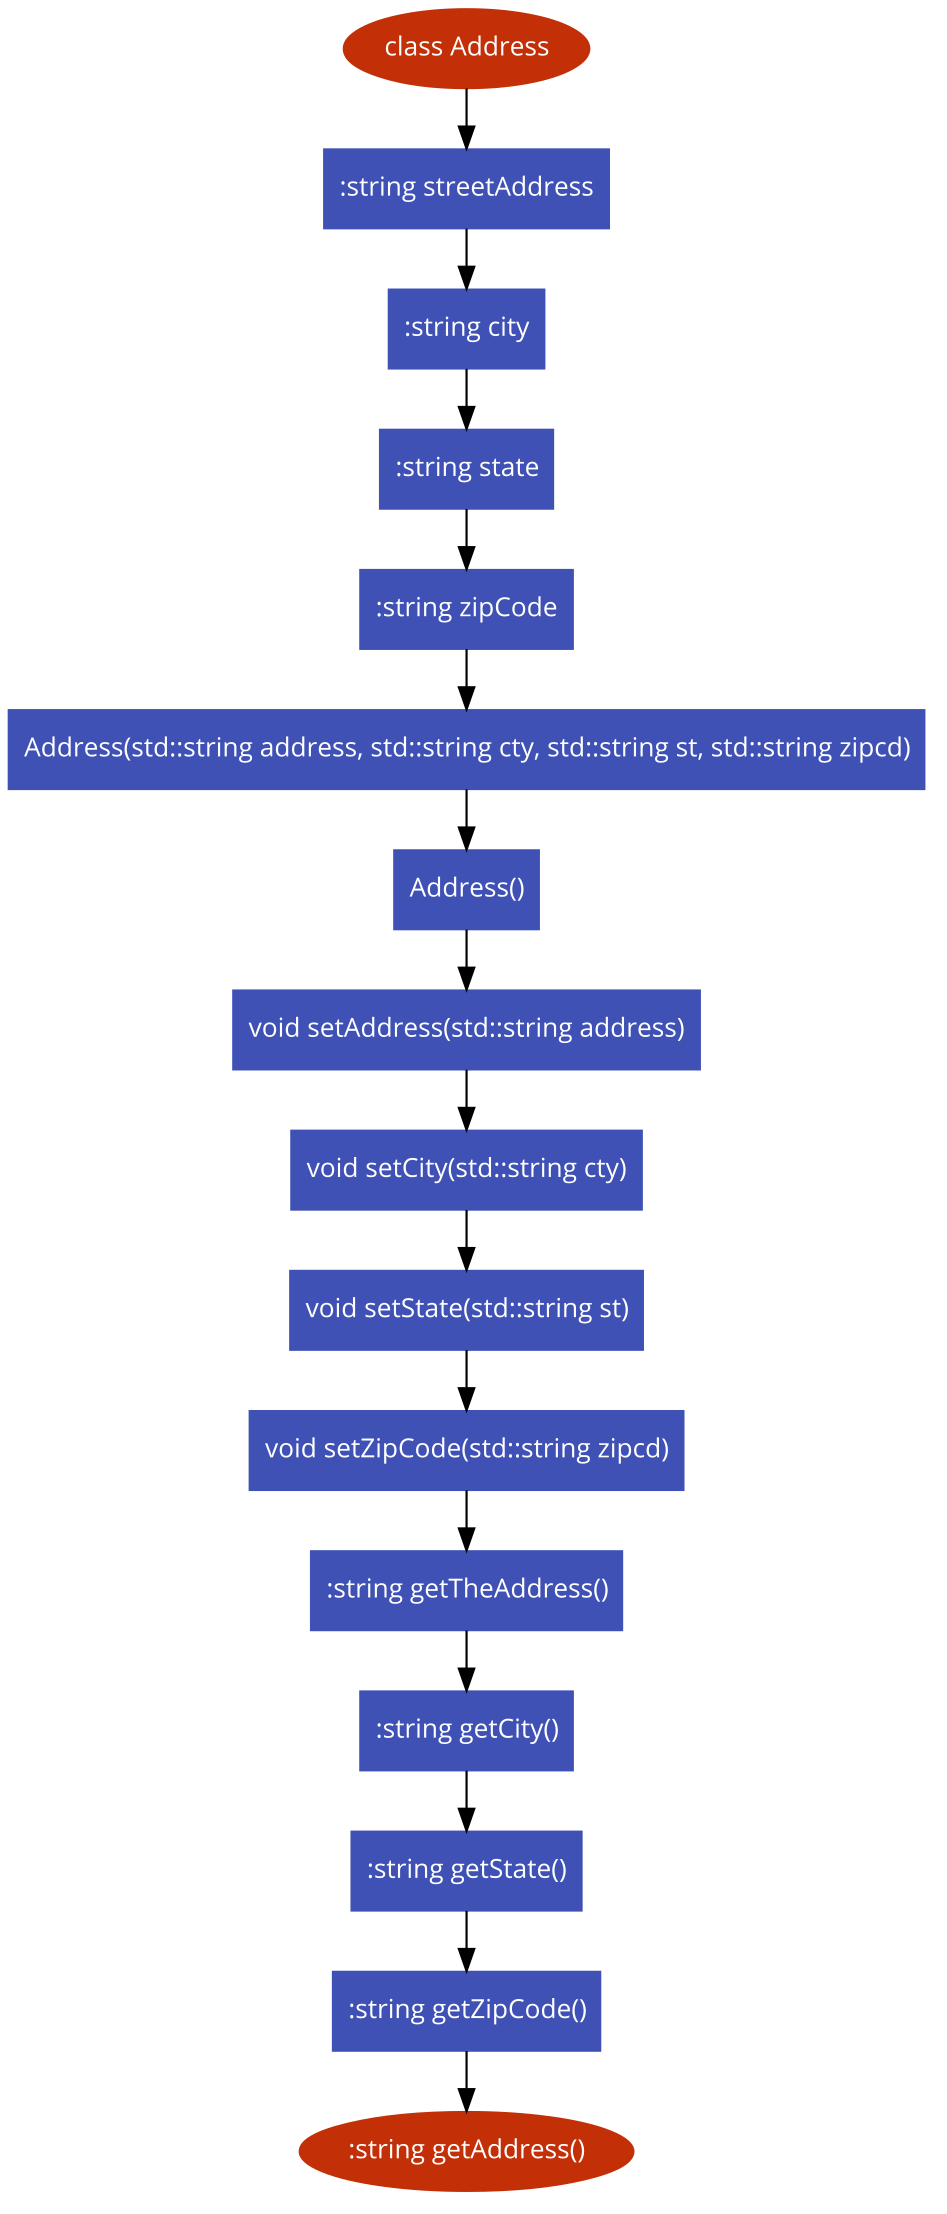 class Address
:string streetAddress
:string city
:string state
:string zipCode
Address(std::string address, std::string cty, std::string st, std::string zipcd)
Address()
void setAddress(std::string address)
void setCity(std::string cty)
void setState(std::string st)
void setZipCode(std::string zipcd)
:string getTheAddress()
:string getCity()
:string getState()
:string getZipCode()
:string getAddress()